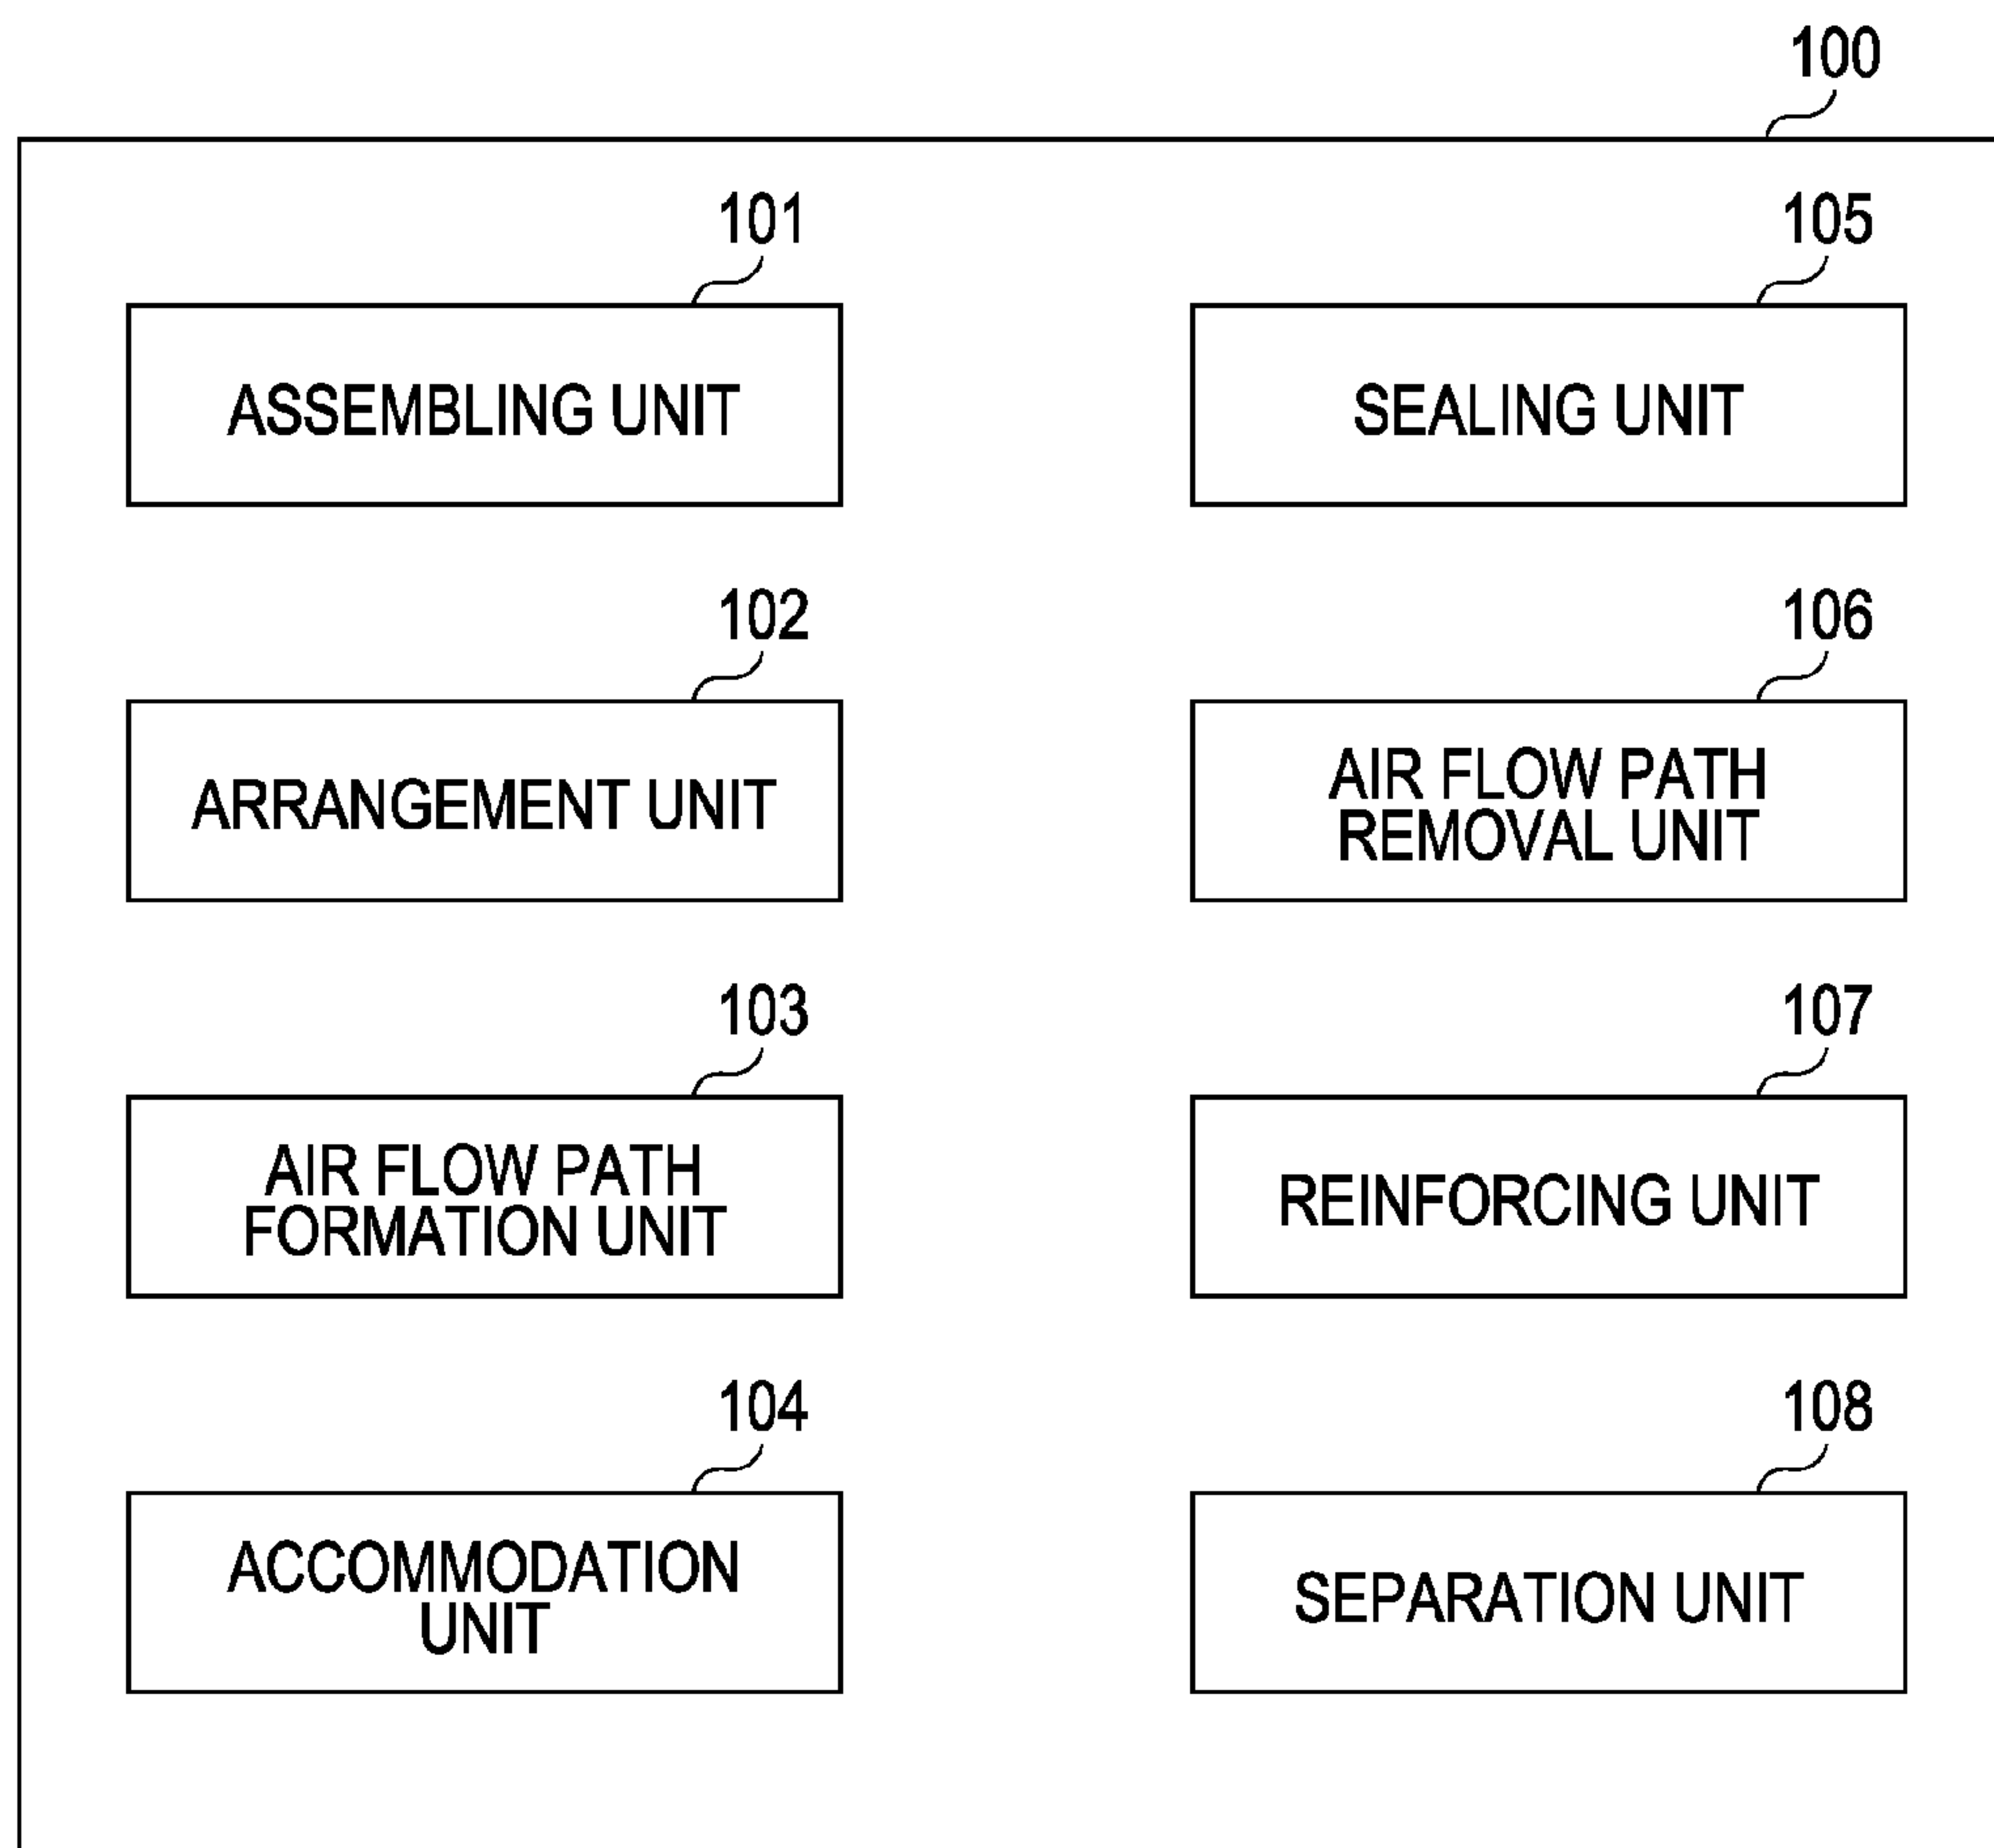 100
101
ASSEMBLING UNIT
102
ARRANGEMENT UNIT
103
AIR FLOW PATH
FORMATION UNIT
104
ACCOMMODATION
UNIT
105
SEALING UNIT
106
AIR FLOW PATH
REMOVAL UNIT
107
REINFORCING UNIT
108
SEPARATION UNIT